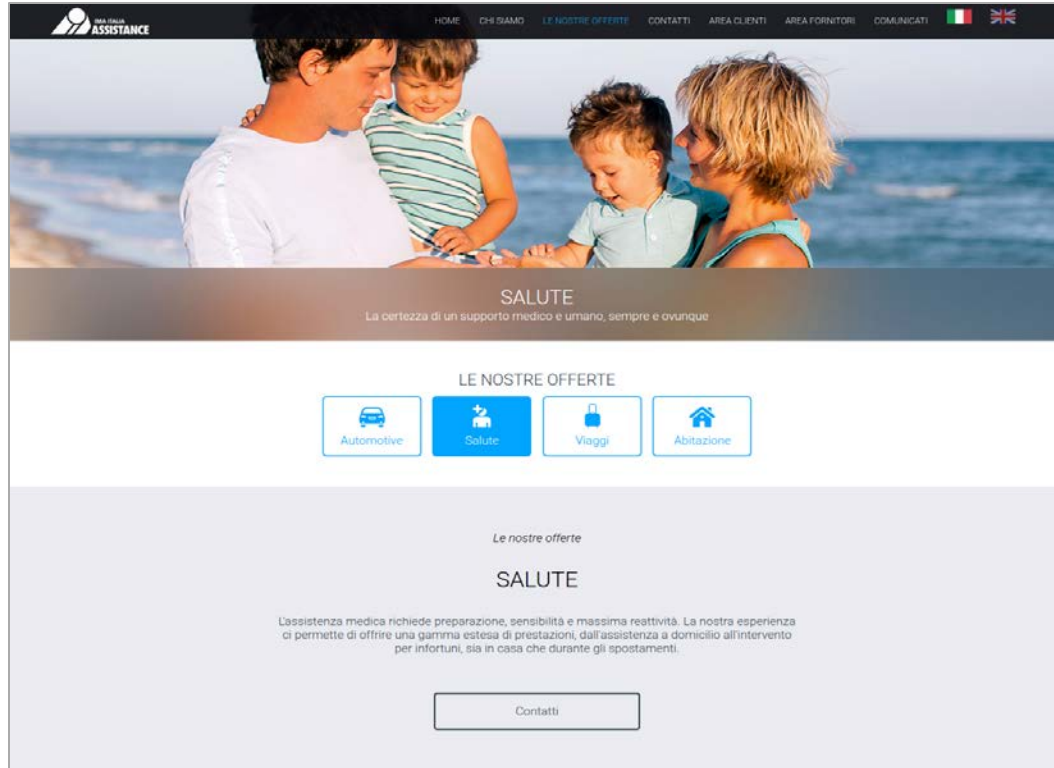 IMA ITALIA
ASSISTANCE
HOME CHI SIAMO LE NOSTRE OFFERTE CONTATTI AREA CLIENTI AREA FORNITORI COMUNICATI
SALUTE
La certezza di un supporto medico e umano, sempre e ovunque
LE NOSTRE OFFERTE
Automotive Salute Viaggi Abitazione
Le nostre offerte
SALUTE
L'assistenza medica richiede preparazione, sensibilità e massima reattività. La nostra esperienza
ci permette di offrire una gamma estesa di prestazioni, dall'assistenza a domicilio all'intervento
per infortuni, sia in casa che durante gli spostamenti.
Contatti